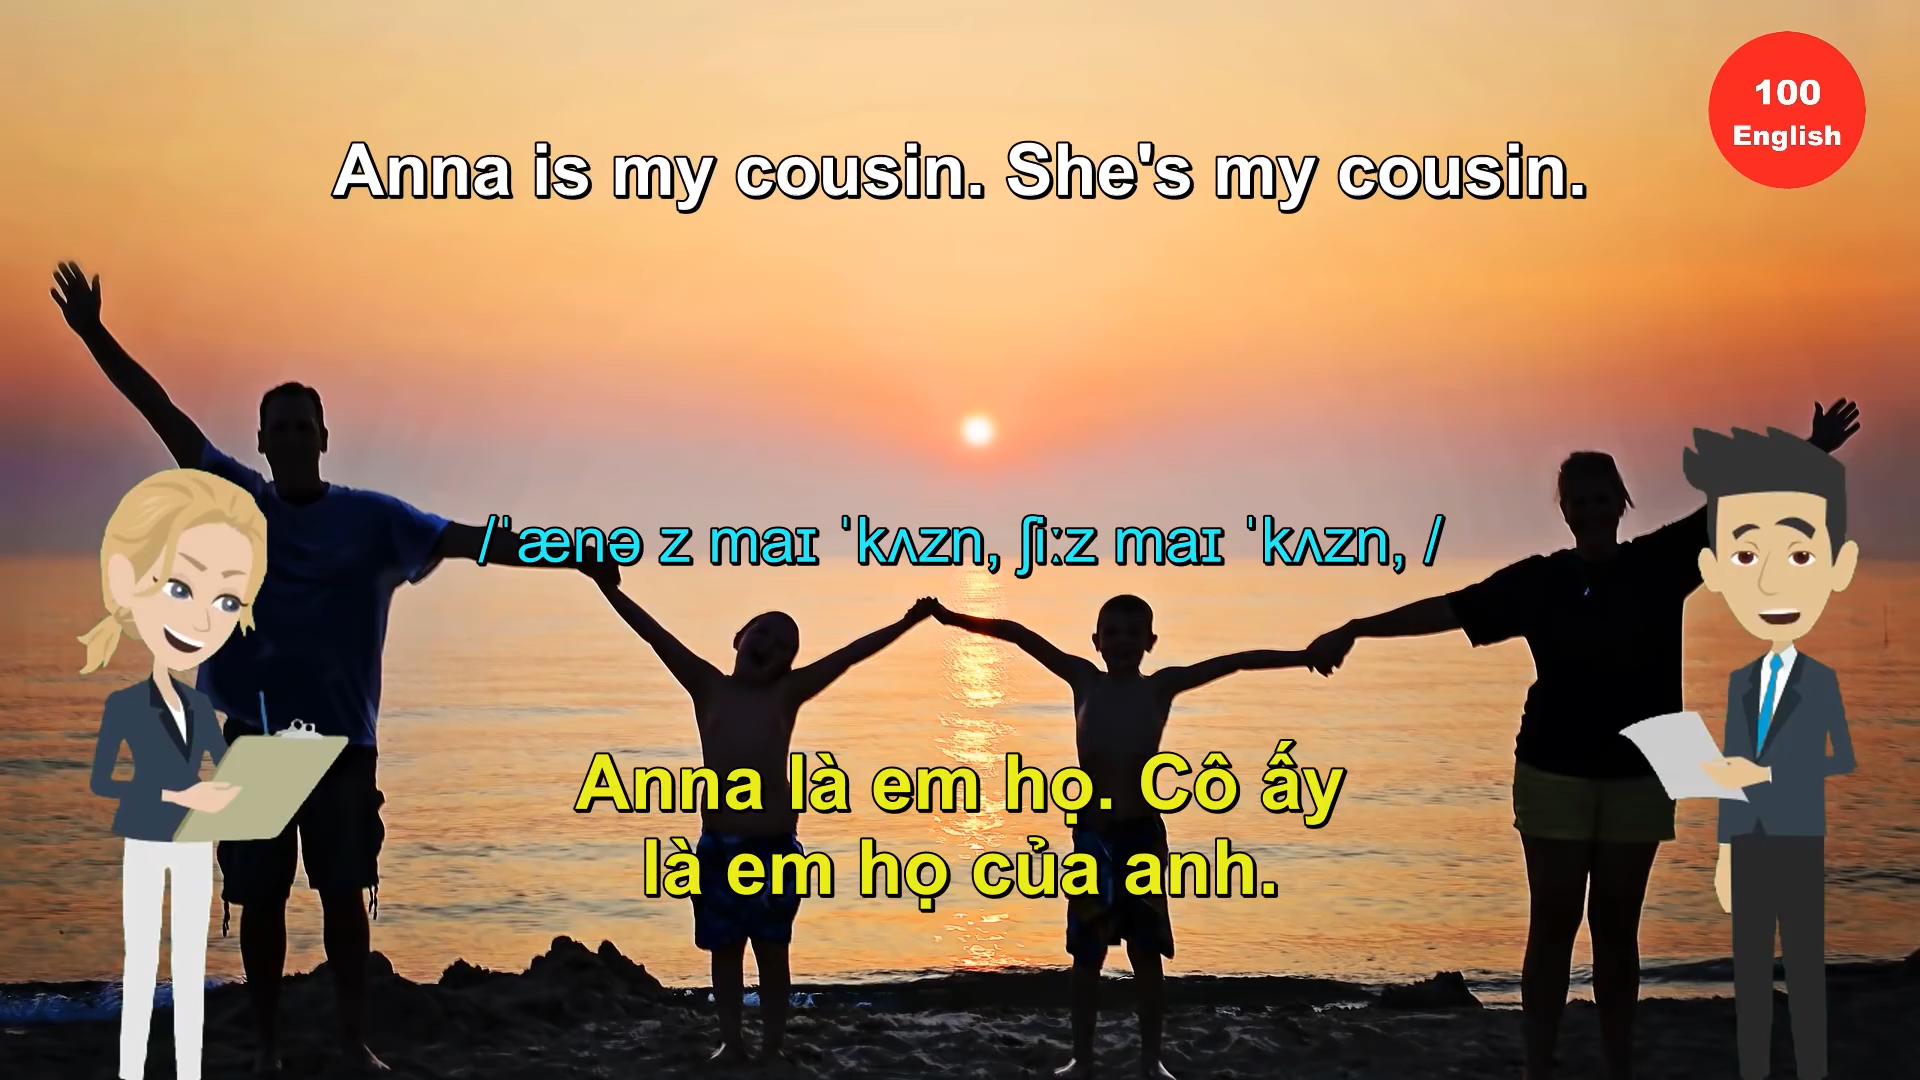 100
English
Anna is my cousin. She's my cousin.
/ˈænə z maɪ ˈkʌzn, ʃiːz maɪ ˈkʌzn, /
Anna là em họ. Cô ấy
là em họ của anh.